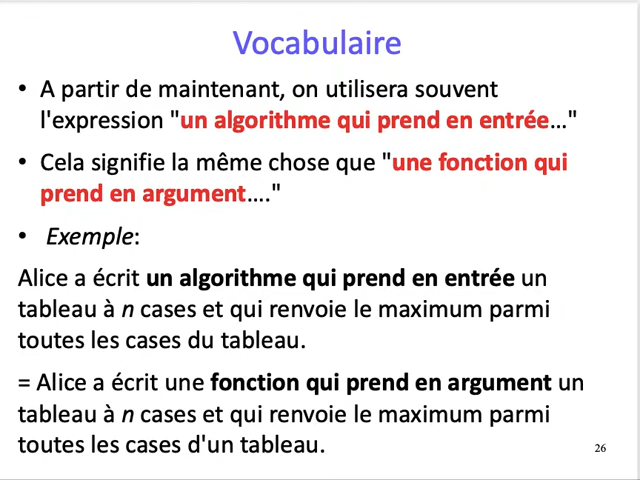 Vocabulaire
• A partir de maintenant, on utilisera souvent
l'expression "un algorithme qui prend en entrée…"
• Cela signifie la même chose que "une fonction qui
prend en argument…."
• Exemple:
Alice a écrit un algorithme qui prend en entrée un
tableau à n cases et qui renvoie le maximum parmi
toutes les cases du tableau.
= Alice a écrit une fonction qui prend en argument un
tableau à n cases et qui renvoie le maximum parmi
toutes les cases d'un tableau.
26